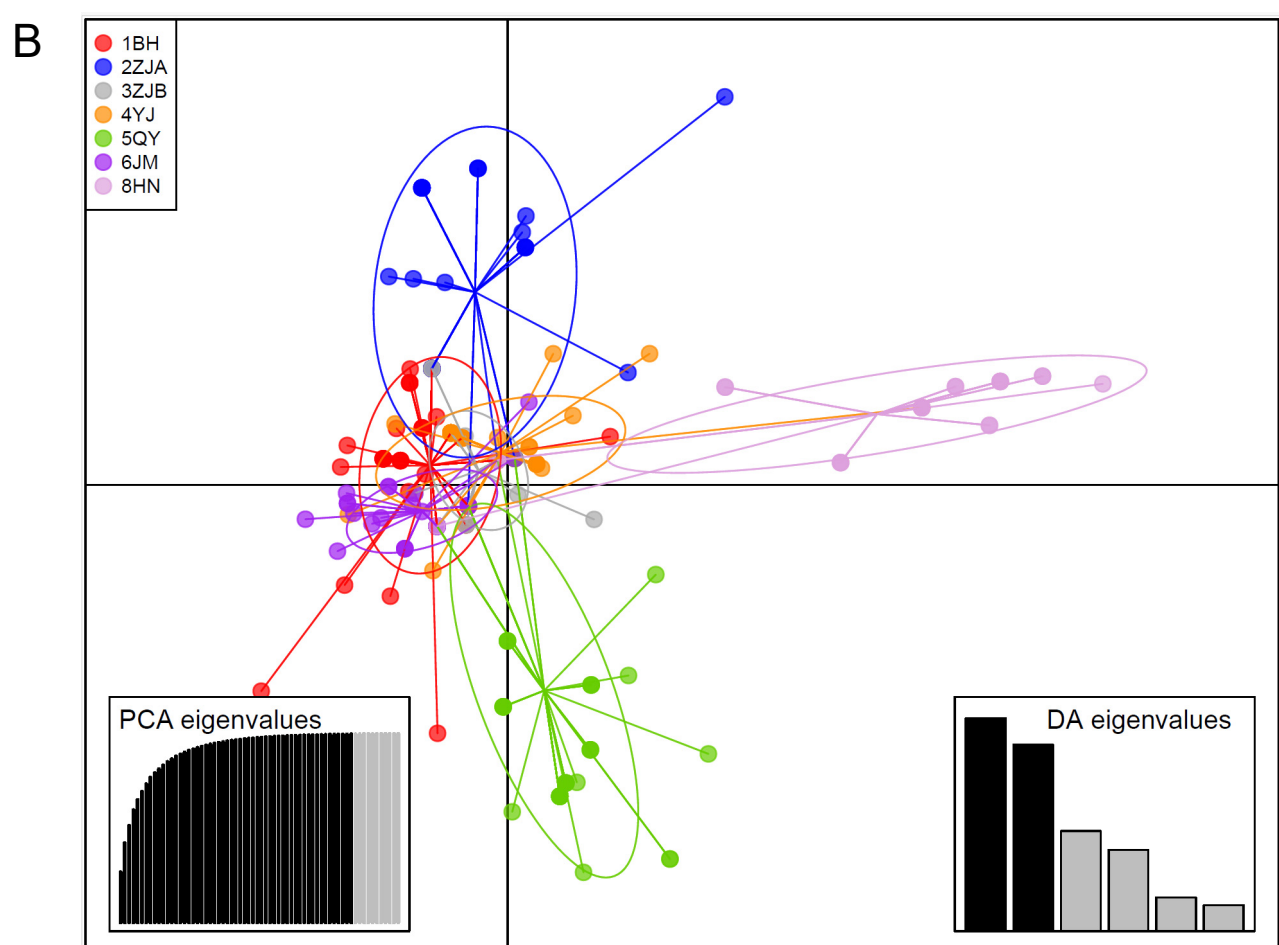 B
1BH
2ZJA
3ZJB
4YJ
5QY
6JM
8HN
PCA eigenvalues
DA eigenvalues